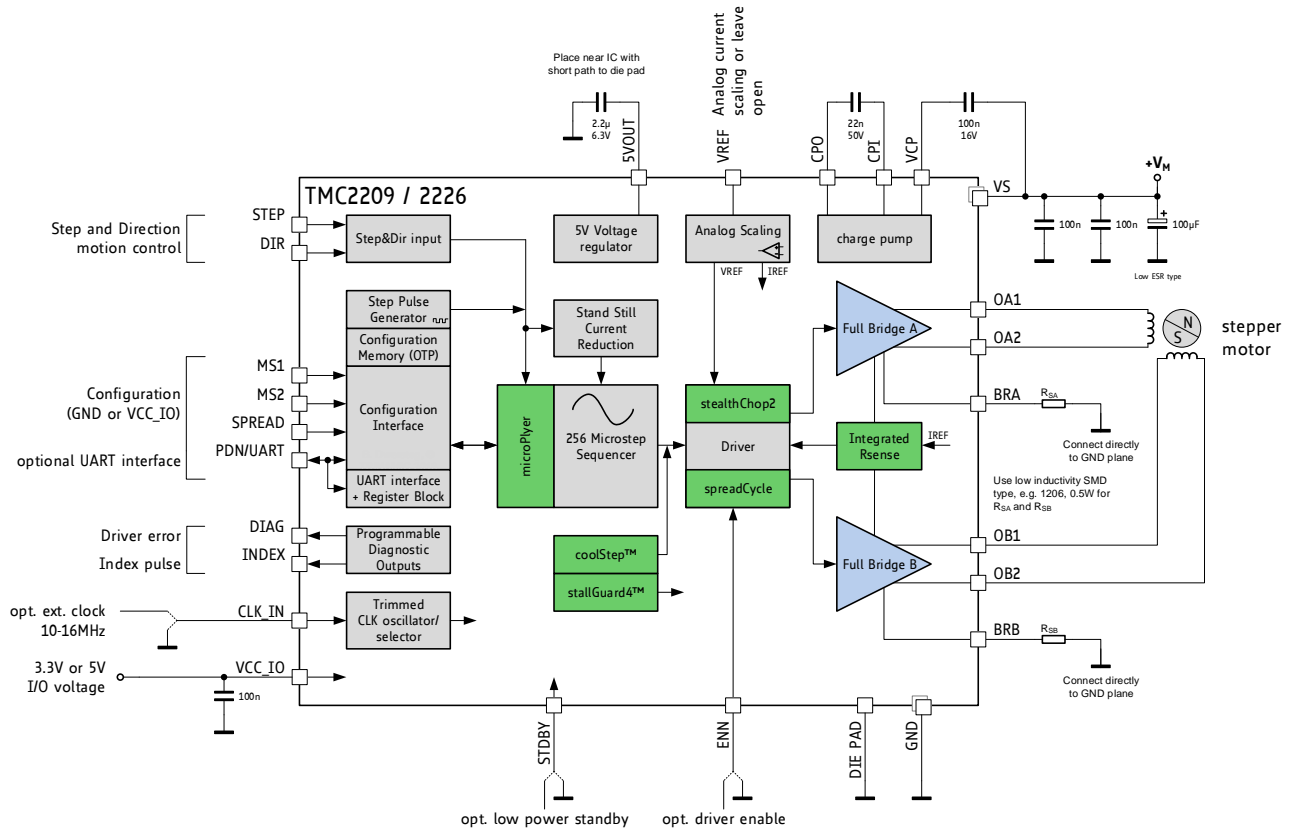 Place near IC with
short path to die pad
2.2µ
6.3V
5VOUT
VREF
Analog current
scaling or leave
open
22n
50V
CPO
CPI
100n
16V
VCP
+VM
VS
100n
100n
+
100µF
Low ESR type
TMC2209 / 2226
Step and Direction
motion control
STEP
DIR
Step&Dir input
5V Voltage
regulator
Analog Scaling
VREF
IREF
charge pump
Step Pulse
Generator
Configuration
Memory (OTP)
Stand Still
Current
Reduction
Full Bridge A
OA1
OA2
N
S
stepper
motor
Configuration
(GND or VCC_IO)
optional UART interface
MS1
MS2
SPREAD
PDN/UART
Configuration
Interface
UART interface
+ Register Block
microPlyer
256 Microstep
Sequencer
stealthChop2
Driver
spreadCycle
Integrated
Rsense
IREF
BRA
RSA
Connect directly
to GND plane
Use low inductivity SMD
type, e.g. 1206, 0.5W for
RSA and RSB
Driver error
Index pulse
DIAG
INDEX
Programmable
Diagnostic
Outputs
coolStep™
stallGuard4™
Full Bridge B
OB1
OB2
opt. ext. clock
10-16MHz
CLK_IN
Trimmed
CLK oscillator/
selector
BRB
RSB
Connect directly
to GND plane
3.3V or 5V
I/O voltage
VCC_IO
100n
STDBY
ENN
DIE PAD
GND
opt. low power standby
opt. driver enable